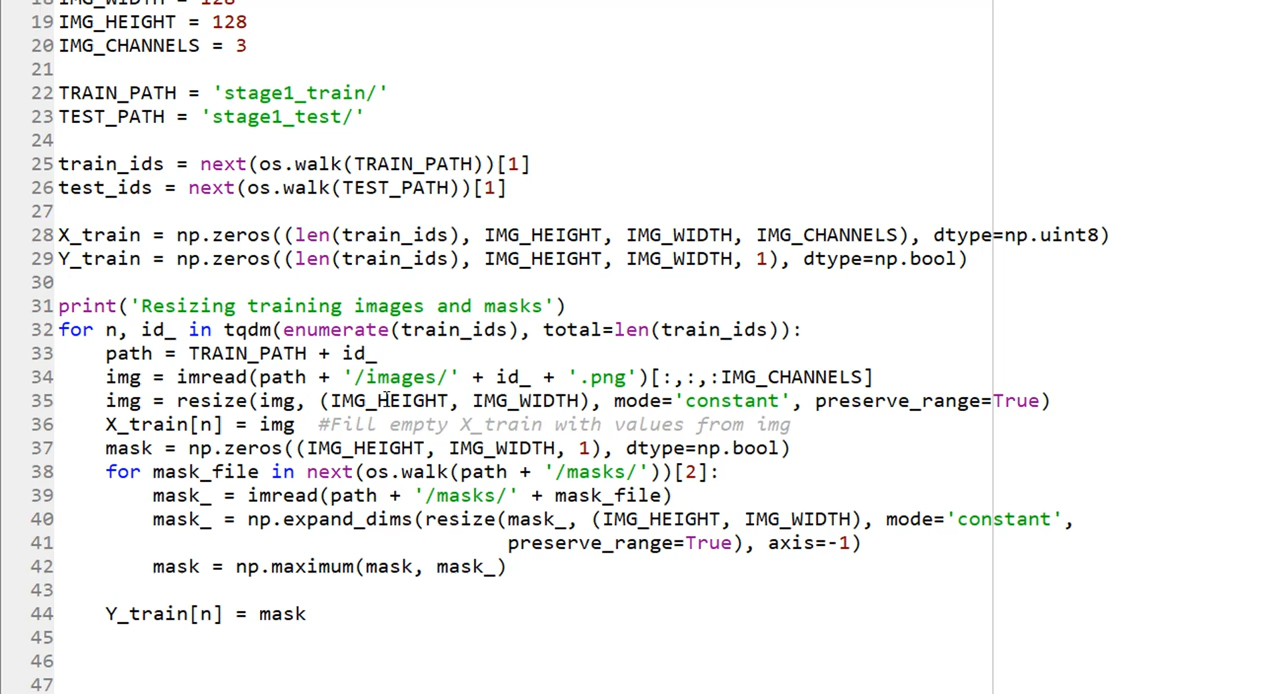 18 IMG_WIDTH = 128
19 IMG_HEIGHT = 128
20 IMG_CHANNELS = 3
21
22 TRAIN_PATH = 'stage1_train/'
23 TEST_PATH = 'stage1_test/'
24
25 train_ids = next(os.walk(TRAIN_PATH))[1]
26 test_ids = next(os.walk(TEST_PATH))[1]
27
28 X_train = np.zeros((len(train_ids), IMG_HEIGHT, IMG_WIDTH, IMG_CHANNELS), dtype=np.uint8)
29 Y_train = np.zeros((len(train_ids), IMG_HEIGHT, IMG_WIDTH, 1), dtype=np.bool)
30
31 print('Resizing training images and masks')
32 for n, id_ in tqdm(enumerate(train_ids), total=len(train_ids)):
33     path = TRAIN_PATH + id_
34     img = imread(path + '/images/' + id_ + '.png')[:,:,:IMG_CHANNELS]
35     img = resize(img, (IMG_HEIGHT, IMG_WIDTH), mode='constant', preserve_range=True)
36     X_train[n] = img  #Fill empty X_train with values from img
37     mask = np.zeros((IMG_HEIGHT, IMG_WIDTH, 1), dtype=np.bool)
38     for mask_file in next(os.walk(path + '/masks/'))[2]:
39         mask_ = imread(path + '/masks/' + mask_file)
40         mask_ = np.expand_dims(resize(mask_, (IMG_HEIGHT, IMG_WIDTH), mode='constant',
41                                       preserve_range=True), axis=-1)
42         mask = np.maximum(mask, mask_)
43
44     Y_train[n] = mask
45
46
47